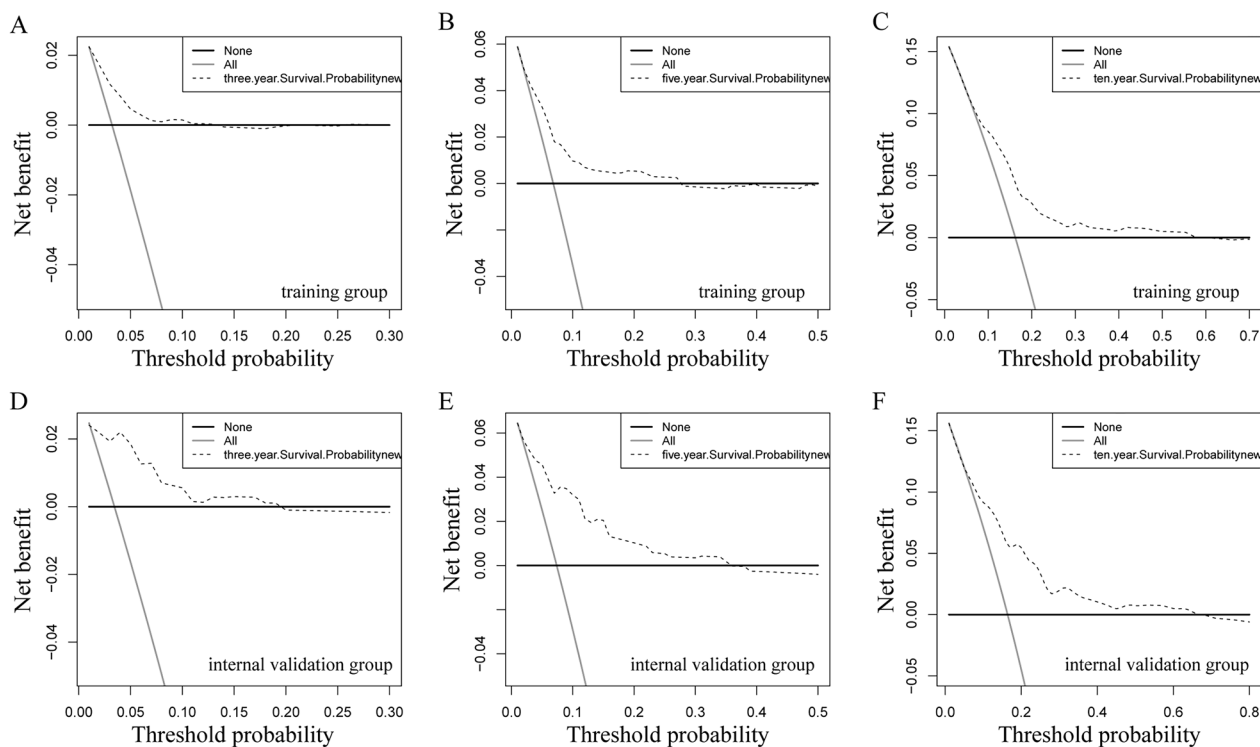 A
None
All
three.year.Survival.Probabilitynew
Net benefit
0.02
0.00
−0.02
−0.04
training group
0.00 0.05 0.10 0.15 0.20 0.25 0.30
Threshold probability
B
None
All
five.year.Survival.Probabilitynew
Net benefit
0.06
0.04
0.02
0.00
−0.04
training group
0.0 0.1 0.2 0.3 0.4 0.5
Threshold probability
C
None
All
ten.year.Survival.Probabilitynew
Net benefit
0.15
0.10
0.05
0.00
−0.05
training group
0.0 0.1 0.2 0.3 0.4 0.5 0.6 0.7
Threshold probability
D
None
All
three.year.Survival.Probabilitynew
Net benefit
0.02
0.00
−0.02
−0.04
internal validation group
0.00 0.05 0.10 0.15 0.20 0.25 0.30
Threshold probability
E
None
All
five.year.Survival.Probabilitynew
Net benefit
0.06
0.04
0.02
0.00
−0.04
internal validation group
0.0 0.1 0.2 0.3 0.4 0.5
Threshold probability
F
None
All
ten.year.Survival.Probabilitynew
Net benefit
0.15
0.10
0.05
0.00
−0.05
internal validation group
0.0 0.2 0.4 0.6 0.8
Threshold probability